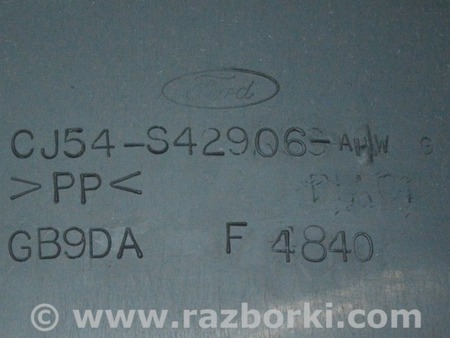 Ford
CJ54-S42906-
>PP<
GB9DA F 4840
© www.razborki.com